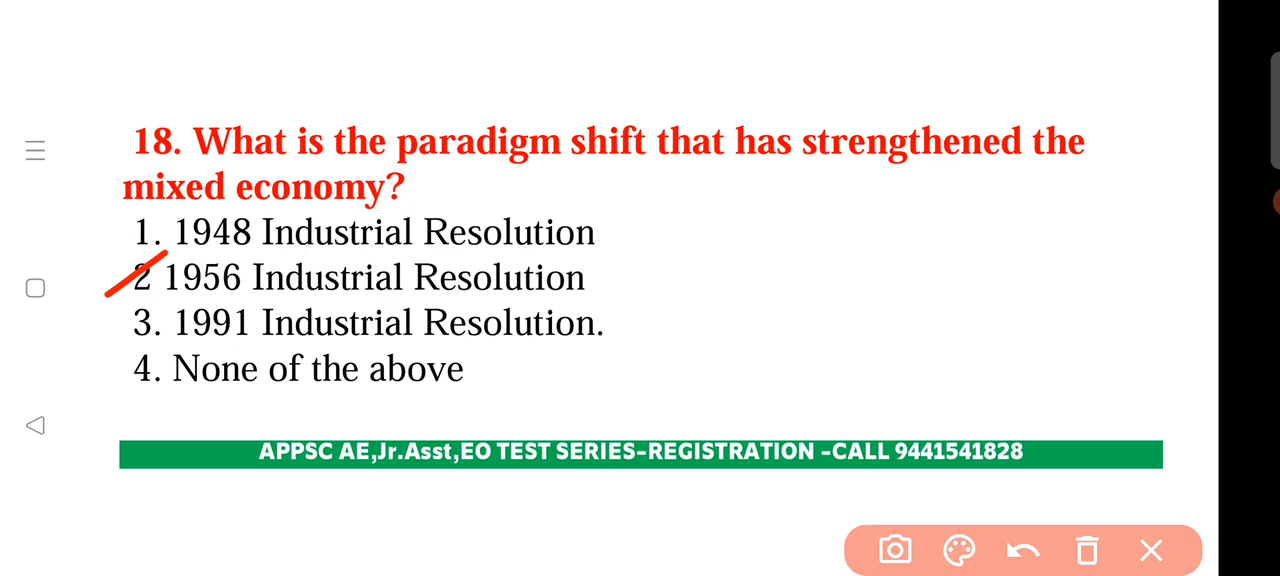 18. What is the paradigm shift that has strengthened the
mixed economy?
1. 1948 Industrial Resolution
2 1956 Industrial Resolution
3. 1991 Industrial Resolution.
4. None of the above
APPSC AE,Jr.Asst,EO TEST SERIES-REGISTRATION -CALL 9441541828